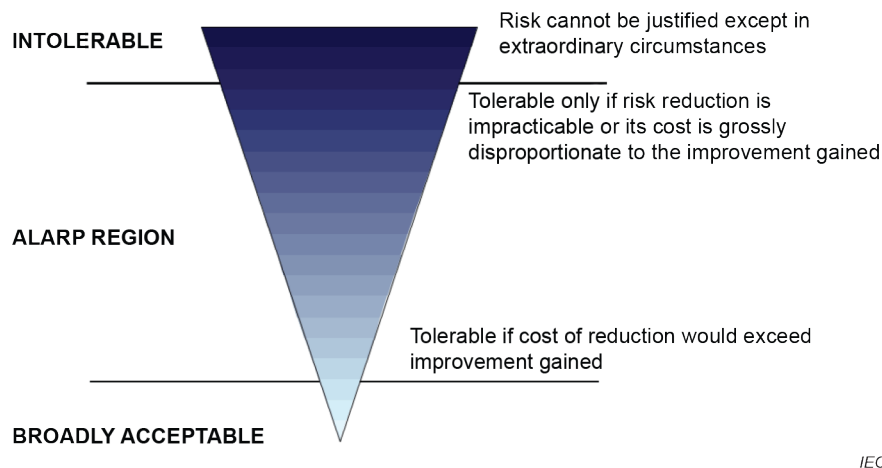 INTOLERABLE
Risk cannot be justified except in
extraordinary circumstances
Tolerable only if risk reduction is
impracticable or its cost is grossly
disproportionate to the improvement gained
ALARP REGION
Tolerable if cost of reduction would exceed
improvement gained
BROADLY ACCEPTABLE
IEC